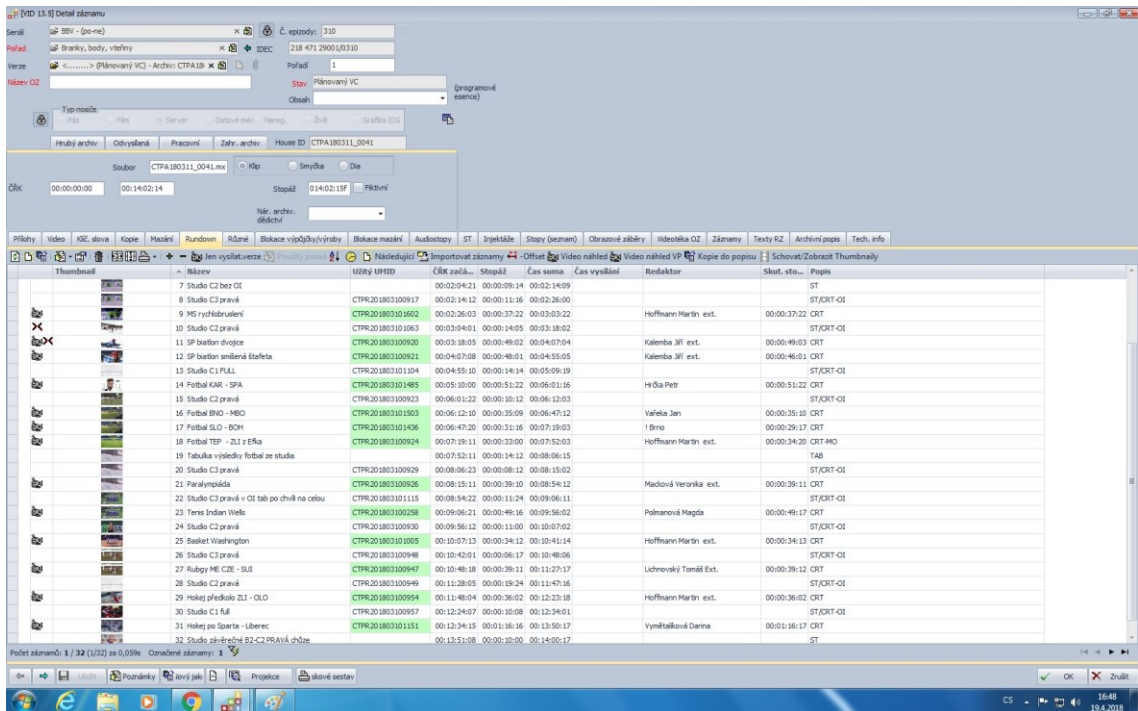 [VID 13.5] Detail záznamu
Seriál BBV - (po-ne) Č. epizody: 310
Pořad Branky, body, vteřiny IDEC 218 471 29001/0310
Verze <........> (Plánovaný VC) - Archiv: CTPA18 Pořadí 1
Název OZ Stav Plánovaný VC (programové esence)
Obsah
Typ nosiče
Pás Film Server Datové méd. Nereg. Živě Grafika (CG
Hrubý archiv Odvysílaná Pracovní Zahr. archiv House ID CTPA180311_0041
Soubor CTPA180311_0041.mx Klip Smyčka Dia
ČŘK 00:00:00:00 00:14:02:14 Stopáž 014:02:15F Fiktivní
Nár. archiv. dědictví
Přílohy Video Klíč. slova Kopie Mazání Rundown Různé Blokace výpůjčky/výroby Blokace mazání Audiostopy ST Injektáže Stopy (seznam) Obrazové záběry Videotéka OZ Záznamy Texty RZ Archivní popis Tech. info
Jen vysílat.verze Použitý pořad Následující Importovat záznamy -Offset Video náhled Video náhled VP Kopie do popisu Schovat/Zobrazit Thumbnaily
Thumbnail Název Užitý UMID ČŘK začá... Stopáž Čas suma Čas vysílání Redaktor Skut. sto... Popis
7 Studio C2 bez OI 00:02:04:21 00:00:09:14 00:02:14:09 ST
8 Studio C3 pravá CTPR201803100917 00:02:14:12 00:00:11:16 00:02:26:00 ST/CRT-OI
9 MS rychlobruslení CTPR201803101602 00:02:26:03 00:00:37:22 00:03:03:22 Hoffmann Martin ext. 00:00:37:22 CRT
10 Studio C2 pravá CTPR201803101063 00:03:04:01 00:00:14:05 00:03:18:02 ST/CRT-OI
11 SP biatlon dvojice CTPR201803100920 00:03:18:05 00:00:49:02 00:04:07:04 Kalemba Jiří ext. 00:00:49:03 CRT
12 SP biatlon smíšená štafeta CTPR201803100921 00:04:07:08 00:00:48:01 00:04:55:05 Kalemba Jiří ext. 00:00:46:01 CRT
13 Studio C1 FULL CTPR201803101104 00:04:55:10 00:00:14:14 00:05:09:19 ST/CRT-OI
14 Fotbal KAR - SPA CTPR201803101485 00:05:10:00 00:00:51:22 00:06:01:16 Hrčka Petr 00:00:51:22 CRT
15 Studio C2 pravá CTPR201803100923 00:06:01:22 00:00:10:12 00:06:12:03 ST/CRT-OI
16 Fotbal BNO - MBO CTPR201803101503 00:06:12:10 00:00:35:09 00:06:47:12 Vařeka Jan 00:00:35:10 CRT
17 Fotbal SLO - BOH CTPR201803101436 00:06:47:20 00:00:31:16 00:07:19:03 ! Brno 00:00:29:17 CRT
18 Fotbal TEP - ZLI z Efka CTPR201803100924 00:07:19:11 00:00:33:00 00:07:52:03 Hoffmann Martin ext. 00:00:34:20 CRT-MO
19 Tabulka výsledky fotbal ze studia 00:07:52:11 00:00:14:12 00:08:06:15 TAB
20 Studio C3 pravá CTPR201803100929 00:08:06:23 00:00:08:12 00:08:15:02 ST/CRT-OI
21 Paralympiáda CTPR201803100926 00:08:15:11 00:00:39:10 00:08:54:12 Macková Veronika ext. 00:00:39:11 CRT
22 Studio C3 pravá v OI tab po chvíli na celou CTPR201803101115 00:08:54:22 00:00:11:24 00:09:06:11 ST/CRT-OI
23 Tenis Indian Wells CTPR201803100258 00:09:06:21 00:00:49:16 00:09:56:02 Polmanová Magda 00:00:49:17 CRT
24 Studio C2 pravá CTPR201803100930 00:09:56:12 00:00:11:00 00:10:07:02 ST/CRT-OI
25 Basket Washington CTPR201803101005 00:10:07:13 00:00:34:12 00:10:41:14 Hoffmann Martin ext. 00:00:34:13 CRT
26 Studio C3 pravá CTPR201803100948 00:10:42:01 00:00:06:17 00:10:48:06 ST/CRT-OI
27 Rugby ME CZE - SUI CTPR201803100947 00:10:48:18 00:00:39:11 00:11:27:17 Lichnovský Tomáš Ext. 00:00:39:12 CRT
28 Studio C2 pravá CTPR201803100949 00:11:28:05 00:00:19:24 00:11:47:16 ST/CRT-OI
29 Hokej předkolo ZLI - OLO CTPR201803100954 00:11:48:04 00:00:36:02 00:12:23:18 Hoffmann Martin ext. 00:00:36:02 CRT
30 Studio C1 full CTPR201803100957 00:12:24:07 00:00:10:08 00:12:34:01 ST/CRT-OI
31 Hokej po Sparta - Liberec CTPR201803101151 00:12:34:15 00:01:16:16 00:13:50:17 Vymětalíková Darina 00:01:16:17 CRT
32 Studio závěrečné B2-C2 PRAVÁ chůze 00:13:51:08 00:00:10:00 00:14:00:17 ST
Počet záznamů: 1 / 32 (1/32) za 0,059s Označené záznamy: 1
Uložit Poznámky iový jako Projekce skové sestav OK Zrušit
CS 16:48
19.4.2018